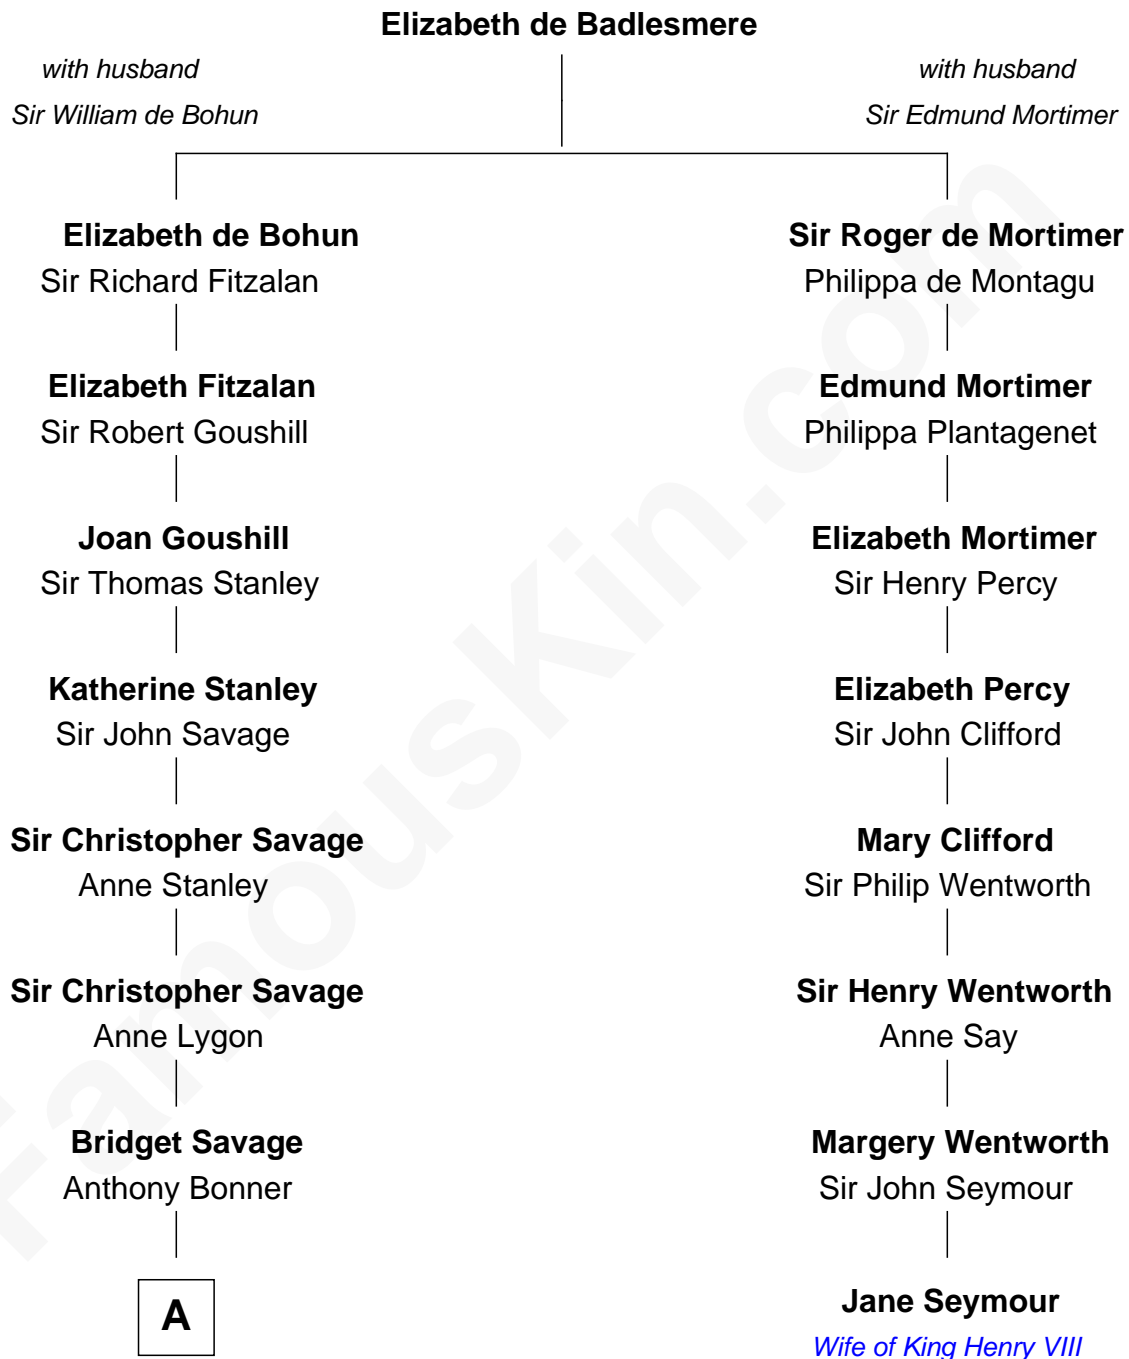 Elizabeth de Badlesmere
with husband
Sir William de Bohun
with husband
Sir Edmund Mortimer
Elizabeth de Bohun
Sir Richard Fitzalan
Sir Roger de Mortimer
Philippa de Montagu
Elizabeth Fitzalan
Sir Robert Goushill
Edmund Mortimer
Philippa Plantagenet
Joan Goushill
Sir Thomas Stanley
Elizabeth Mortimer
Sir Henry Percy
Katherine Stanley
Sir John Savage
Elizabeth Percy
Sir John Clifford
Sir Christopher Savage
Anne Stanley
Mary Clifford
Sir Philip Wentworth
Sir Christopher Savage
Anne Lygon
Sir Henry Wentworth
Anne Say
Bridget Savage
Anthony Bonner
Margery Wentworth
Sir John Seymour
A
Jane Seymour
Wife of King Henry VIII
FamousKin.com